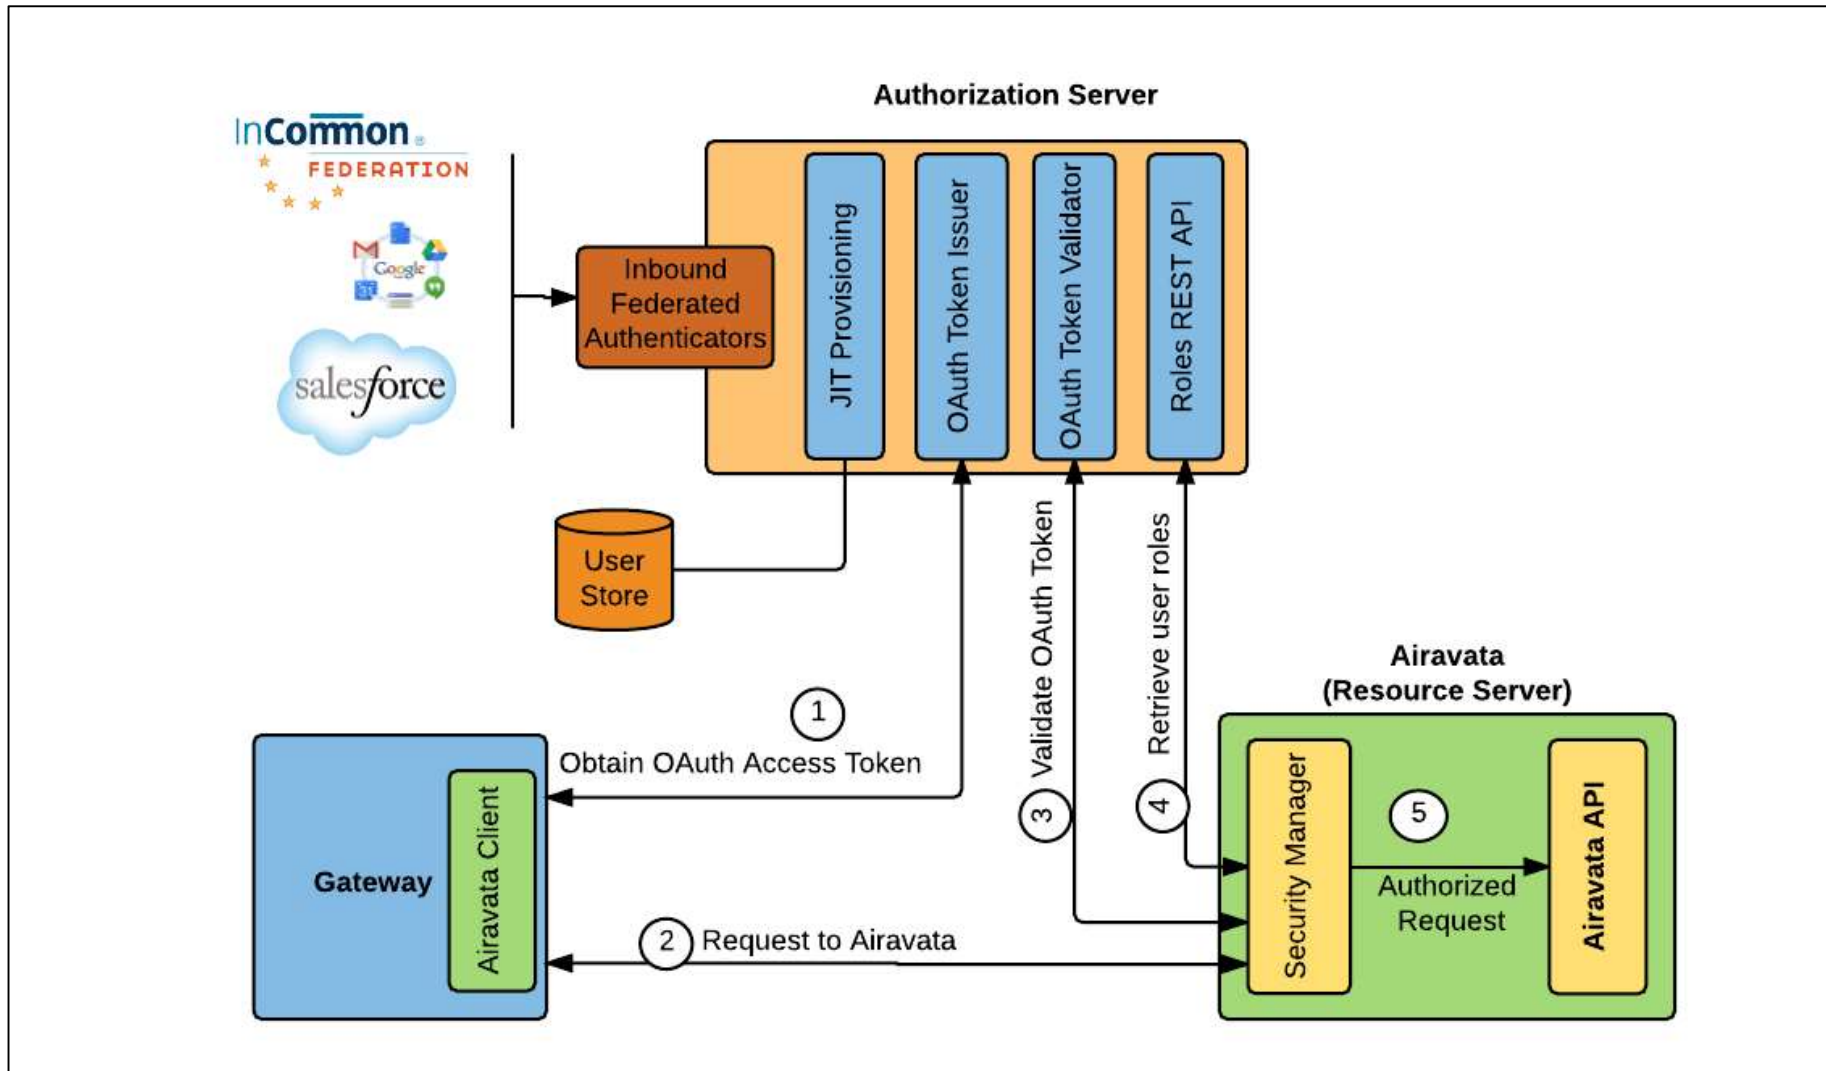 Authorization Server
InCommon®
FEDERATION
Google
31
salesforce
Inbound
Federated
Authenticators
JIT Provisioning
OAuth Token Issuer
OAuth Token Validator
Roles REST API
User
Store
Validate OAuth Token
3
Retrieve user roles
4
1
Obtain OAuth Access Token
Gateway
Airavata Client
2
Request to Airavata
Airavata
(Resource Server)
Security Manager
5
Authorized
Request
Airavata API